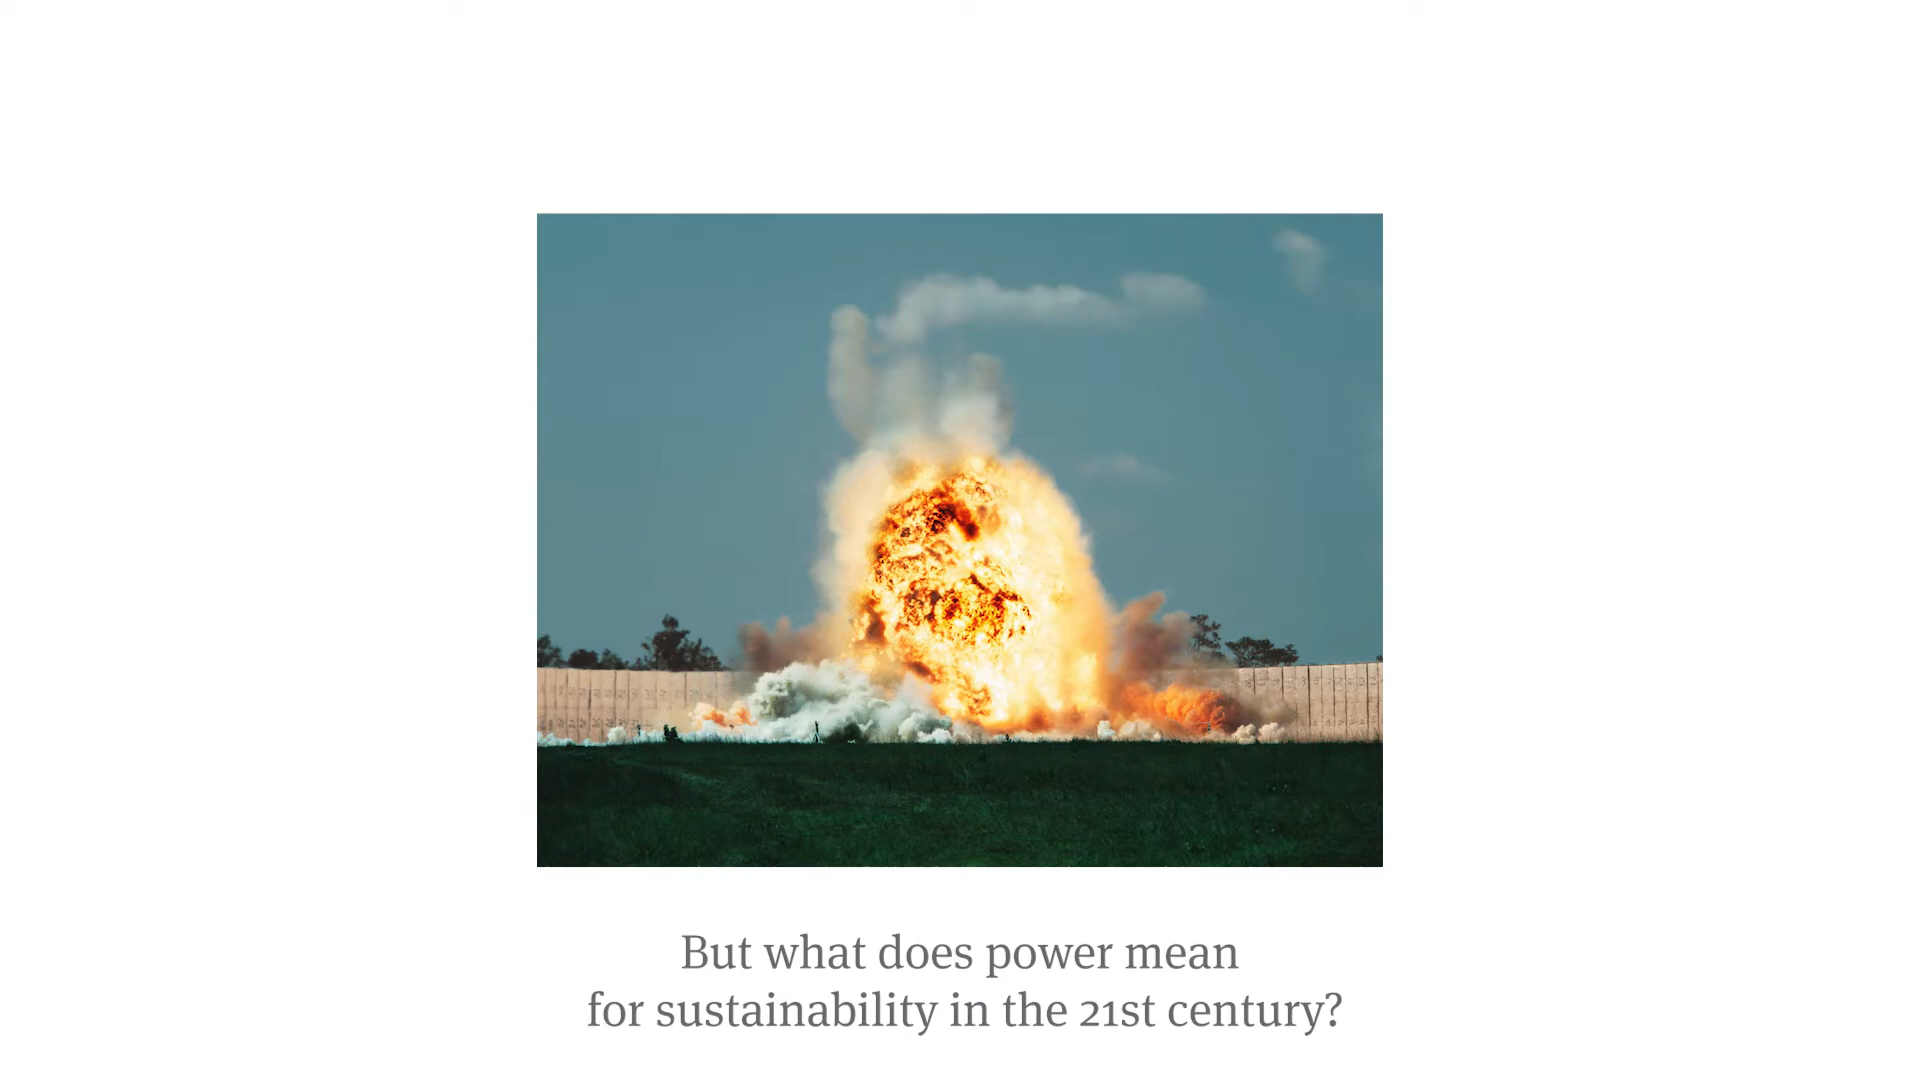 But what does power mean
for sustainability in the 21st century?